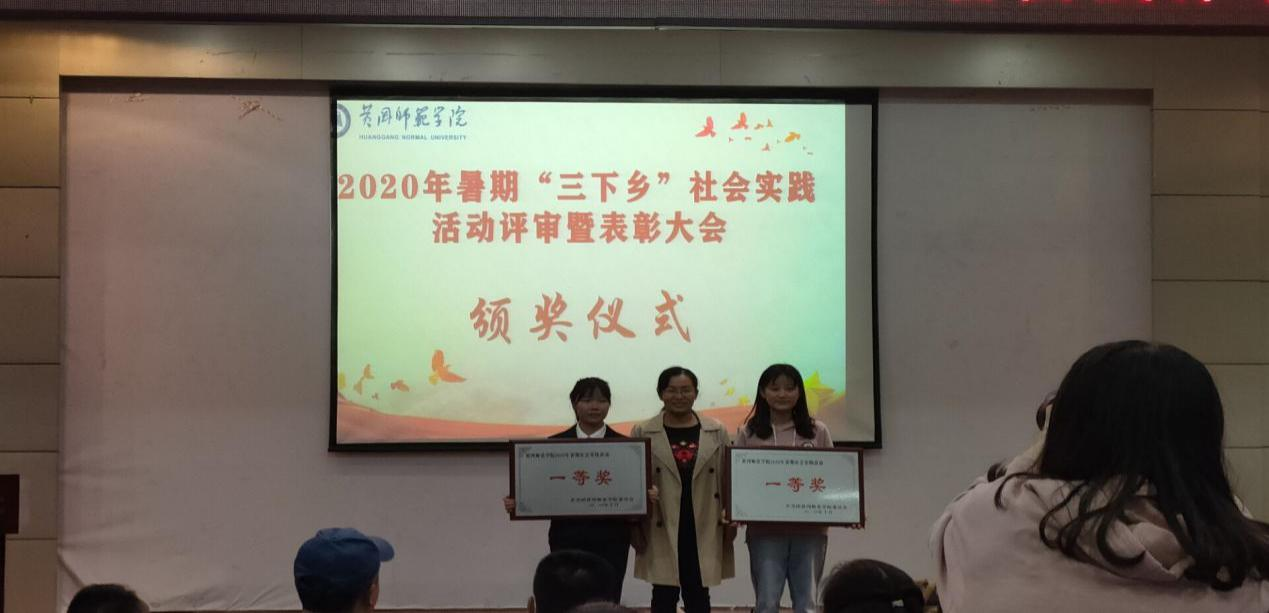 黄冈师范学院
HUANGGANG NORMAL UNIVERSITY
2020年暑期“三下乡”社会实践
活动评审暨表彰大会
颁奖仪式
一等奖
一等奖